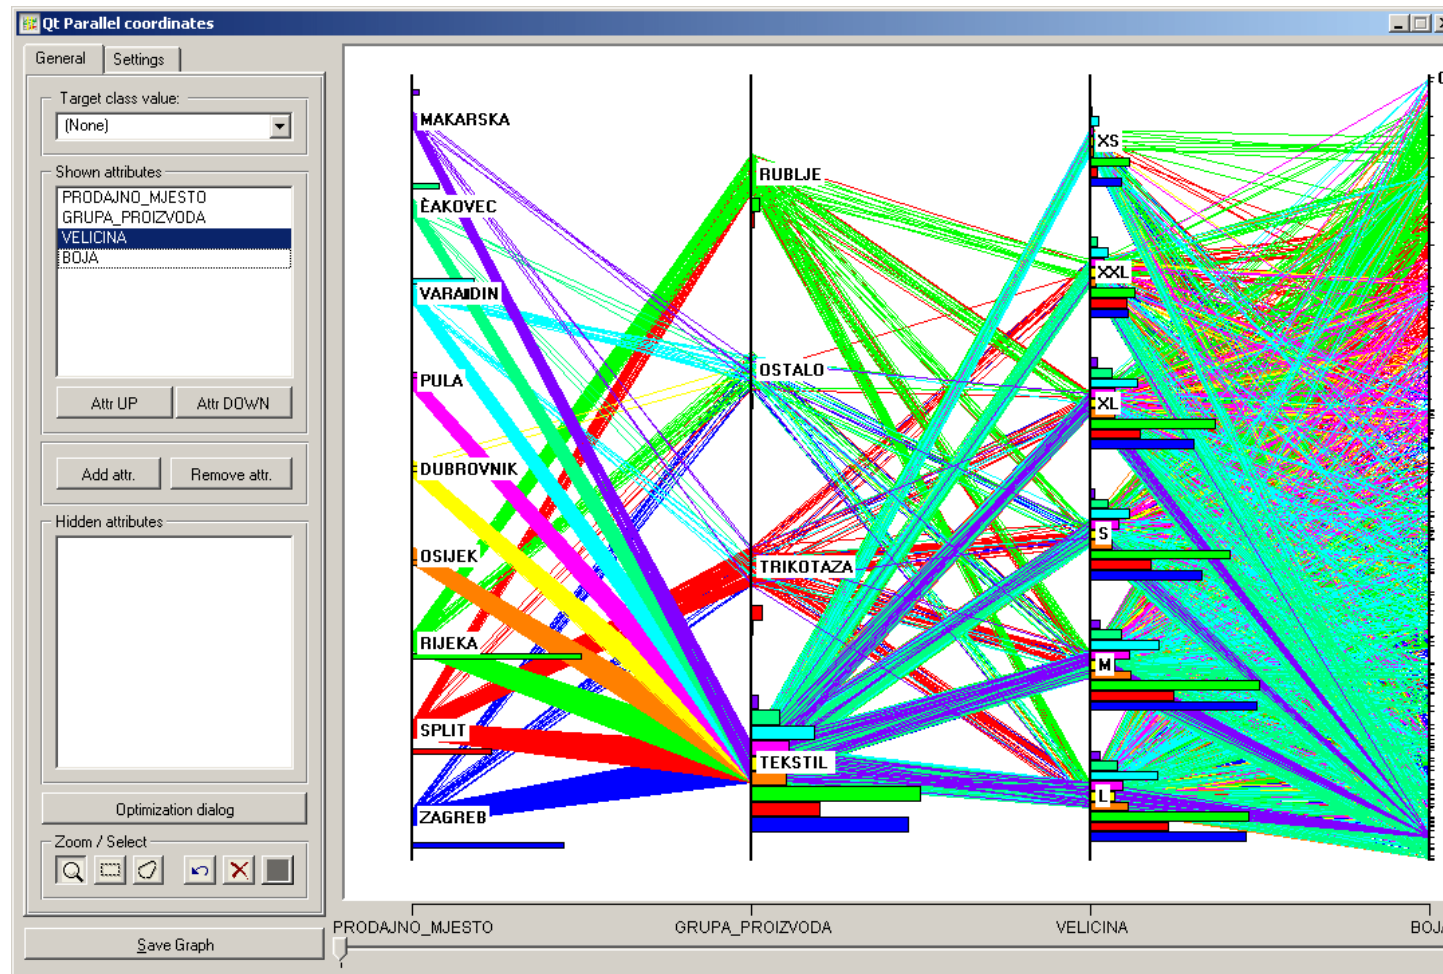 Qt Parallel coordinates
General
Settings
Target class value:
(None)
Shown attributes
PRODAJNO_MJESTO
GRUPA_PROIZVODA
VELICINA
BOJA
Attr UP
Attr DOWN
Add attr.
Remove attr.
Hidden attributes
Optimization dialog
Zoom / Select
Save Graph
MAKARSKA
ÈAKOVEC
PULA
DUBROVNIK
OSIJEK
RIJEKA
SPLIT
ZAGREB
RUBLJE
OSTALO
TRIKOTAZA
TEKSTIL
XS
XXL
XL
S
M
L
PRODAJNO_MJESTO
GRUPA_PROIZVODA
VELICINA